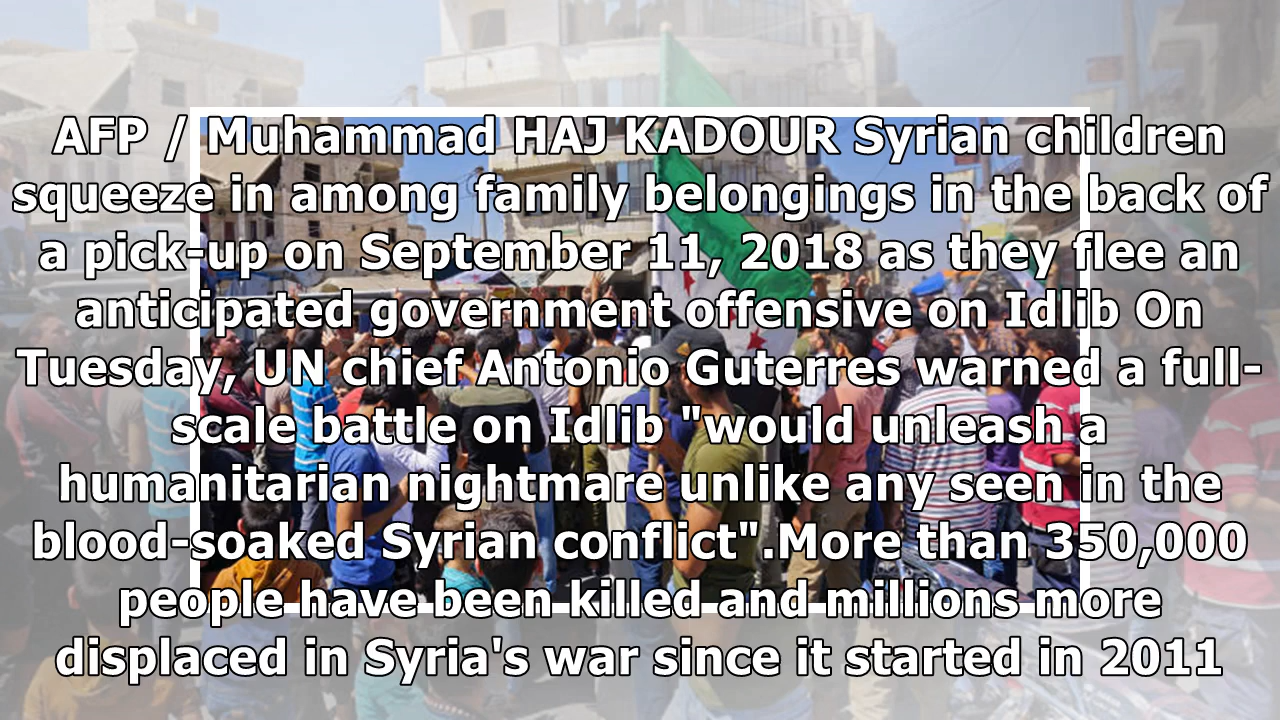 AFP / Muhammad HAJ KADOUR Syrian children
squeeze in among family belongings in the back of
a pick-up on September 11, 2018 as they flee an
anticipated government offensive on Idlib On
Tuesday, UN chief Antonio Guterres warned a full-
scale battle on Idlib "would unleash a
humanitarian nightmare unlike any seen in the
blood-soaked Syrian conflict".More than 350,000
people have been killed and millions more
displaced in Syria's war since it started in 2011